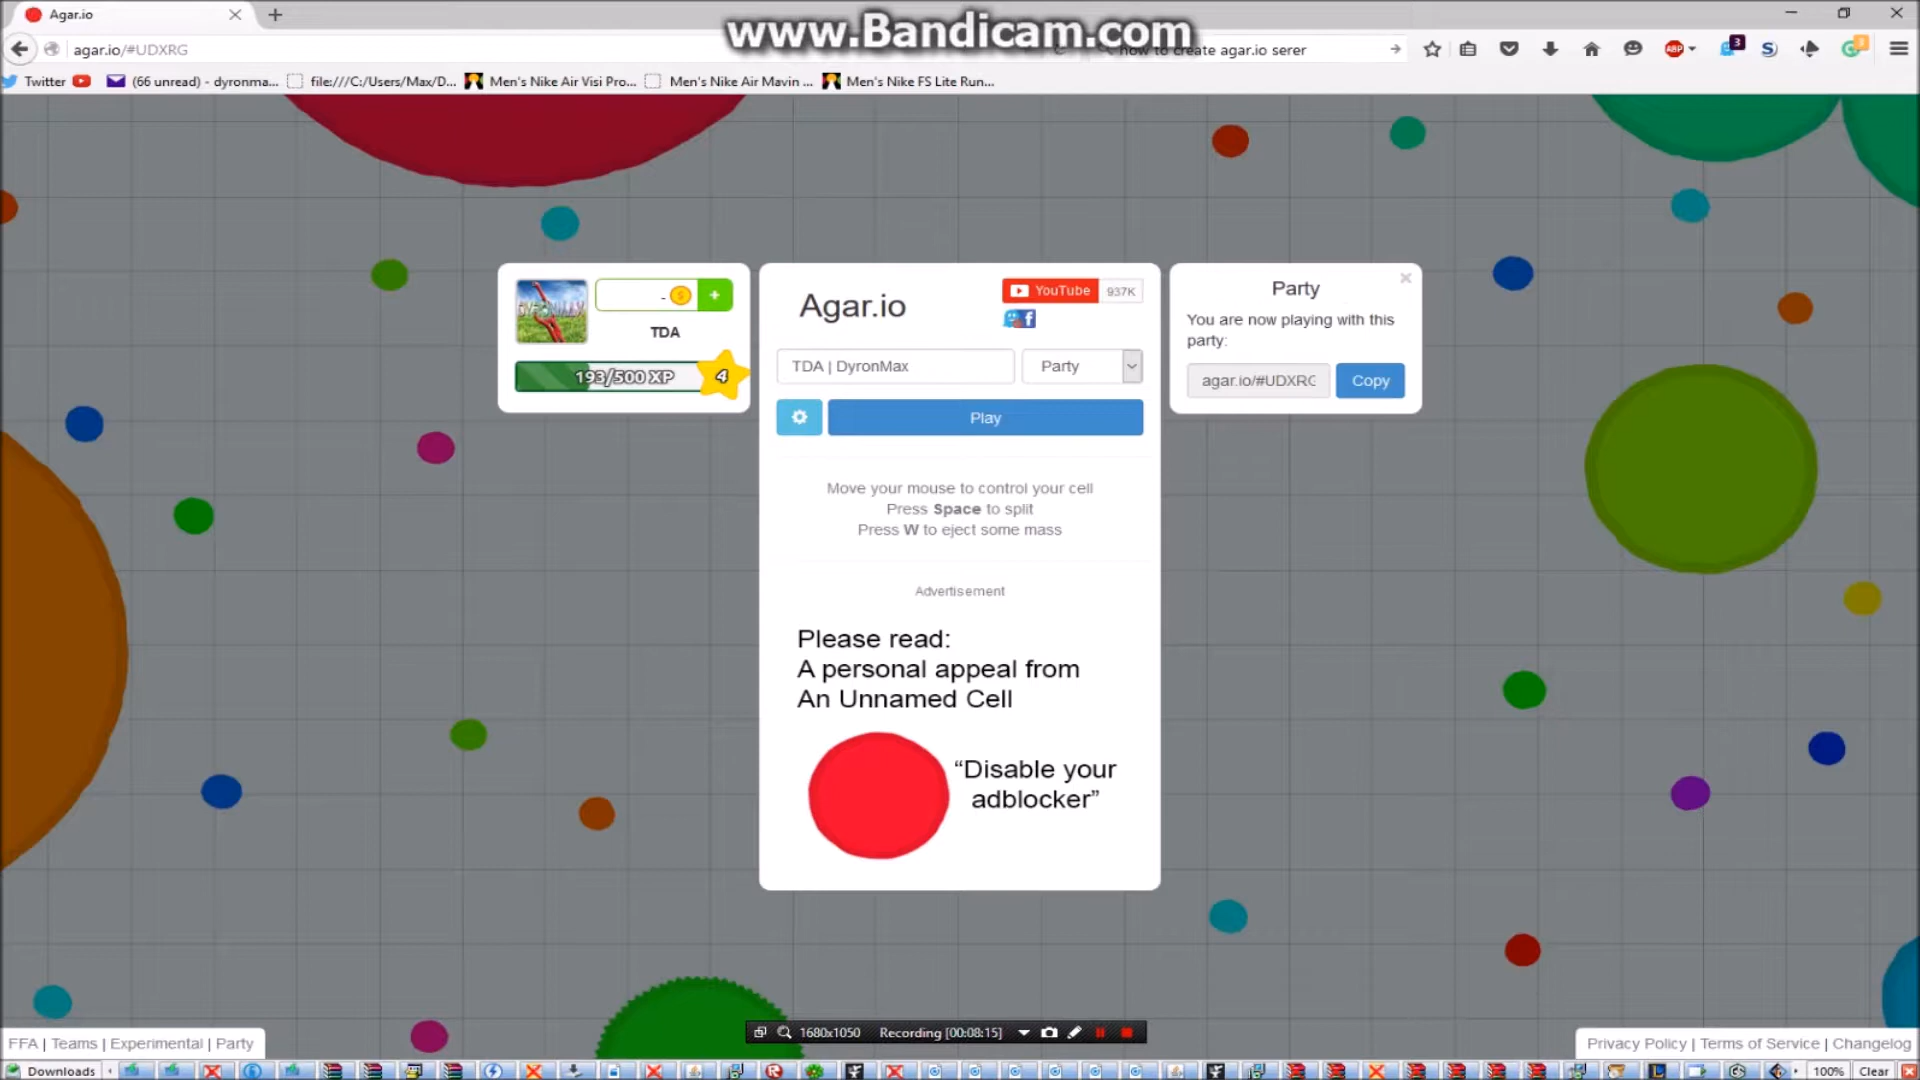 Agar.io
www.Bandicam.com
agar.io/#UDXRG
how to create agar.io serer
ABP
3
Twitter
(66 unread) - dyronma...
file:///C:/Users/Max/D...
Men's Nike Air Visi Pro...
Men's Nike Air Mavin ...
Men's Nike FS Lite Run...
-
+
TDA
193/500 XP
4
Agar.io
YouTube
937K
TDA | DyronMax
Party
Play
Move your mouse to control your cell
Press Space to split
Press W to eject some mass
Advertisement
Please read:
A personal appeal from
An Unnamed Cell
“Disable your
adblocker”
Party
You are now playing with this
party:
agar.io/#UDXRG
Copy
1680x1050
Recording [00:08:15]
FFA | Teams | Experimental | Party
Privacy Policy | Terms of Service | Changelog
Downloads
100%
Clear